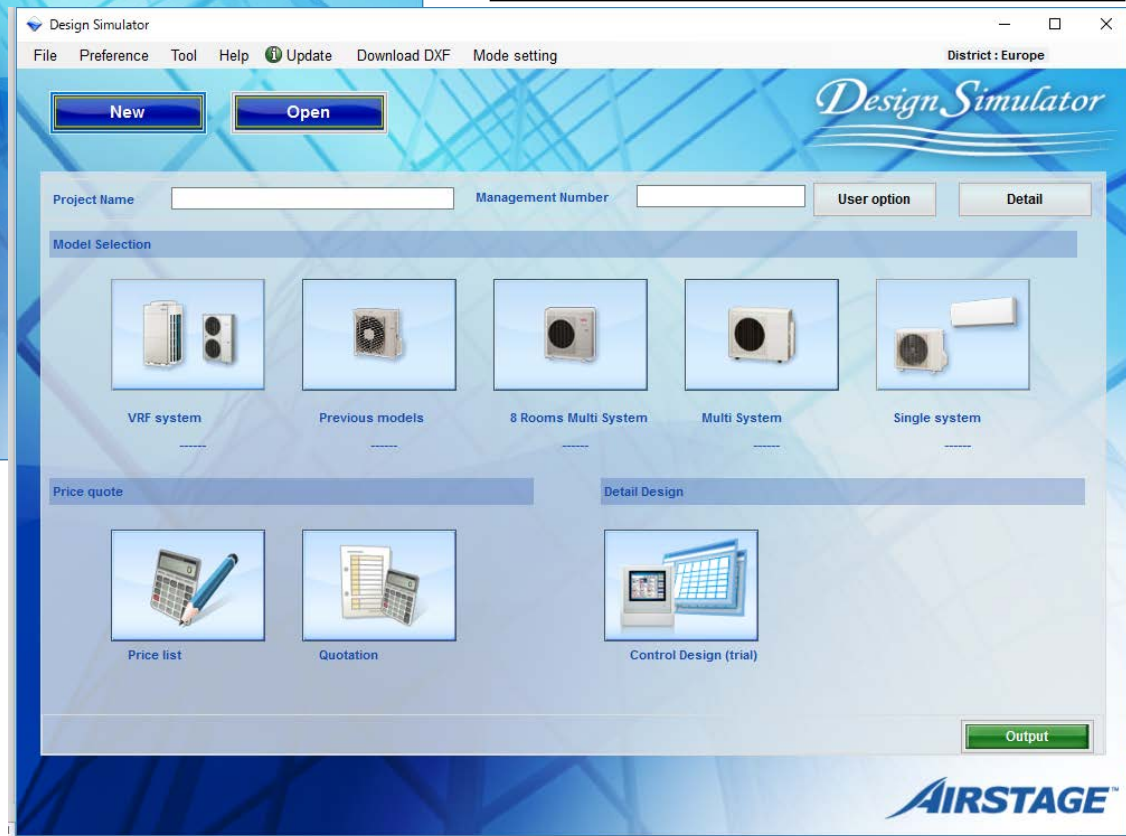 Design Simulator
File Preference Tool Help Update Download DXF Mode setting District : Europe
New Open Design Simulator
Project Name Management Number User option Detail
Model Selection
VRF system Previous models 8 Rooms Multi System Multi System Single system
------ ------ ------ ------ ------
Price quote Detail Design
Price list Quotation Control Design (trial)
Output
AIRSTAGE™